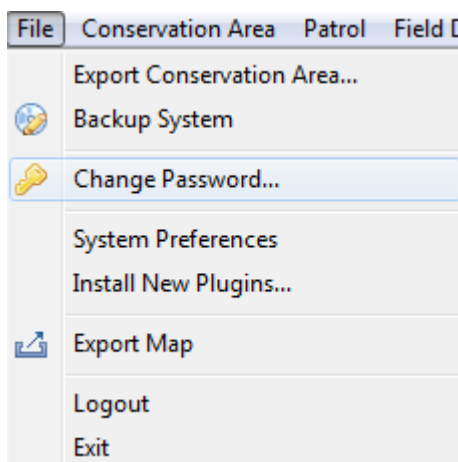 File Conservation Area Patrol Field
Export Conservation Area...
Backup System
Change Password...
System Preferences
Install New Plugins...
Export Map
Logout
Exit